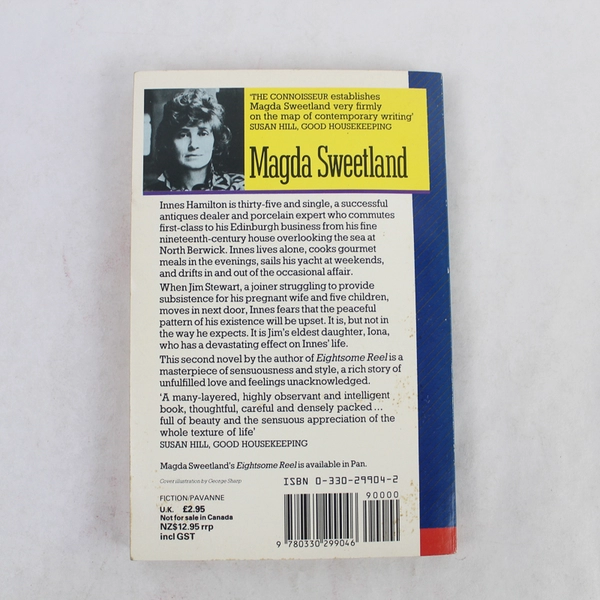 'THE CONNOISSEUR establishes
Magda Sweetland very firmly
on the map of contemporary writing'
SUSAN HILL, GOOD HOUSEKEEPING
Magda Sweetland
Innes Hamilton is thirty-five and single, a successful
antiques dealer and porcelain expert who commutes
first-class to his Edinburgh business from his fine
nineteenth-century house overlooking the sea at
North Berwick. Innes lives alone, cooks gourmet
meals in the evenings, sails his yacht at weekends,
and drifts in and out of the occasional affair.
When Jim Stewart, a joiner struggling to provide
subsistence for his pregnant wife and five children,
moves in next door, Innes fears that the peaceful
pattern of his existence will be upset. It is, but not in
the way he expects. It is Jim's eldest daughter, Iona,
who has a devastating effect on Innes' life.
This second novel by the author of Eightsome Reel is a
masterpiece of sensuousness and style, a rich story of
unfulfilled love and feelings unacknowledged.
'A many-layered, highly observant and intelligent
book, thoughtful, careful and densely packed ...
full of beauty and the sensuous appreciation of the
whole texture of life'
SUSAN HILL, GOOD HOUSEKEEPING
Magda Sweetland's Eightsome Reel is available in Pan.
Cover illustration by George Sharp
ISBN 0-330-29904-2
FICTION/PAVANNE
90000
U.K. £2.95
Not for sale in Canada
NZ$12.95 rrp
incl GST
9 780330 299046